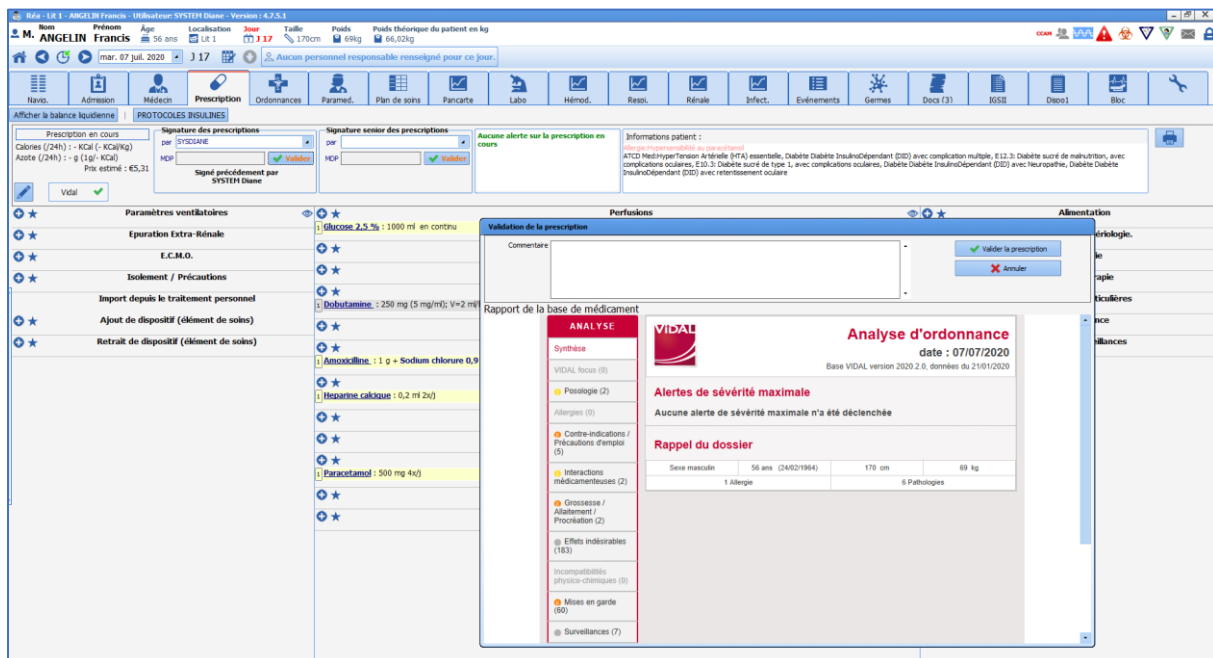 Réa - Lit 1 - ANGELIN Francis - Utilisateur: SYSTEM Diane - Version : 4.7.5.1
Nom Prénom Âge Localisation Jour Taille Poids Poids théorique du patient en kg
M. ANGELIN Francis 56 ans Lit 1 J 17 170cm 69kg 66,02kg
CCAM
mar. 07 juil. 2020 J 17 Aucun personnel responsable renseigné pour ce jour.
Navig. Admission Médecin Prescription Ordonnances Paramed. Plan de soins Pancarte Labo Hémod. Respi. Rénale Infect. Evénements Germes Docs (3) IGSII Dspo1 Bloc
Afficher la balance liquidienne PROTOCOLES INSULINES
Prescription en cours
Calories (/24h) : - KCal (- KCal/Kg)
Azote (/24h) : - g (1g/- KCal)
Prix estimé : €5,31
Vidal
Signature des prescriptions
par SYSDIANE
MDP Valider
Signé précédement par
SYSTEM Diane
Signature senior des prescriptions
par
MDP Valider
Aucune alerte sur la prescription en
cours
Informations patient :
Allergie:Hypersensibilité au paracétamol
ATCD Med:HyperTension Artérielle (HTA) essentielle, Diabète Diabète InsulinoDépendant (DID) avec complication multiple, E12.3: Diabète sucré de malnutrition, avec
complications oculaires, E10.3: Diabète sucré de type 1, avec complications oculaires, Diabète Diabète InsulinoDépendant (DID) avec Neuropathie, Diabète Diabète
InsulinoDépendant (DID) avec retentissement oculaire
Paramètres ventilatoires
Epuration Extra-Rénale
E.C.M.O.
Isolement / Précautions
Import depuis le traitement personnel
Ajout de dispositif (élément de soins)
Retrait de dispositif (élément de soins)
Perfusions
1 Glucose 2,5 % : 1000 ml en continu
1 Dobutamine : 250 mg (5 mg/ml); V=2 ml/
1 Amoxicilline : 1 g + Sodium chlorure 0,9
1 Heparine calcique : 0,2 ml 2x/j
1 Paracetamol : 500 mg 4x/j
Alimentation
ériologie.
ie
rapie
ticulières
nce
eillances
Validation de la prescription
Commentaire
Valider la prescription
Annuler
Rapport de la base de médicament
ANALYSE
Synthèse
VIDAL focus (0)
Posologie (2)
Allergies (0)
Contre-indications /
Précautions d'emploi
(5)
Interactions
médicamenteuses (2)
Grossesse /
Allaitement /
Procréation (2)
Effets indésirables
(183)
Incompatibilités
physico-chimiques (0)
Mises en garde
(60)
Surveillances (7)
VIDAL
Analyse d'ordonnance
date : 07/07/2020
Base VIDAL version 2020.2.0, données du 21/01/2020
Alertes de sévérité maximale
Aucune alerte de sévérité maximale n'a été déclenchée
Rappel du dossier
Sexe masculin 56 ans (24/02/1964) 170 cm 69 kg
1 Allergie 6 Pathologies